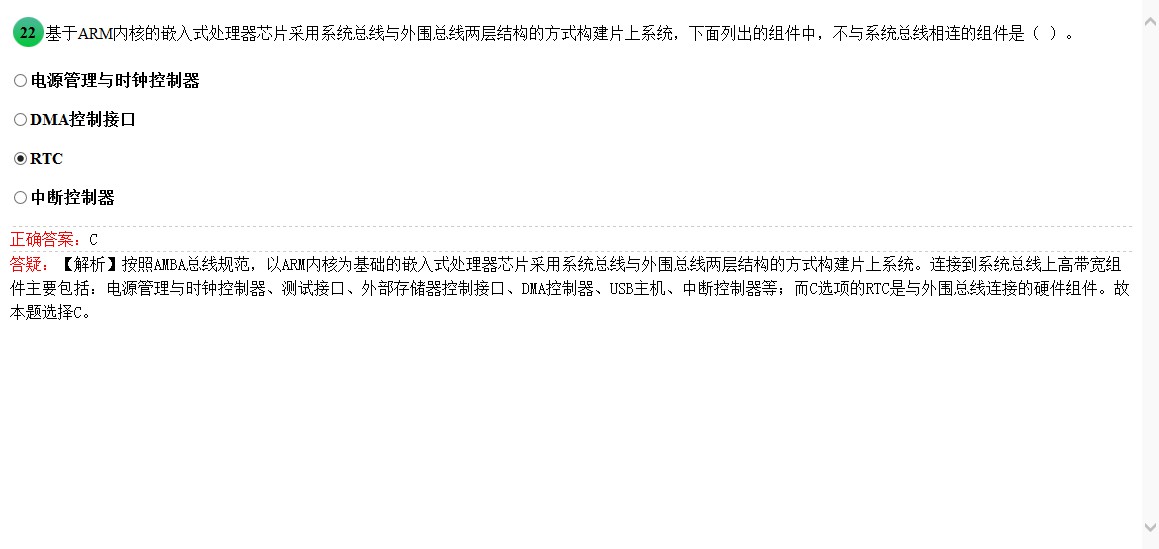 22 基于ARM内核的嵌入式处理器芯片采用系统总线与外围总线两层结构的方式构建片上系统，下面列出的组件中，不与系统总线相连的组件是（ ）。
电源管理与时钟控制器
DMA控制接口
RTC
中断控制器
正确答案：C
答疑：【解析】按照AMBA总线规范，以ARM内核为基础的嵌入式处理器芯片采用系统总线与外围总线两层结构的方式构建片上系统。连接到系统总线上高带宽组
件主要包括：电源管理与时钟控制器、测试接口、外部存储器控制接口、DMA控制器、USB主机、中断控制器等；而C选项的RTC是与外围总线连接的硬件组件。故
本题选择C。